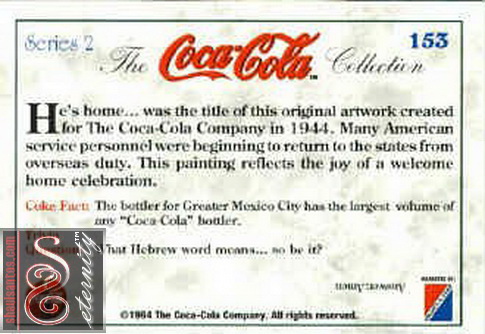 Series 2
The Coca-Cola Collection
153
He's home... was the title of this original artwork created
for The Coca-Cola Company in 1944. Many American
service personnel were beginning to return to the states from
overseas duty. This painting reflects the joy of a welcome
home celebration.
Coke Fact: The bottler for Greater Mexico City has the largest volume of
any "Coca-Cola" bottler.
What Hebrew word means... so be it?
©1994 The Coca-Cola Company. All rights reserved.
shadsantos.com
eternity